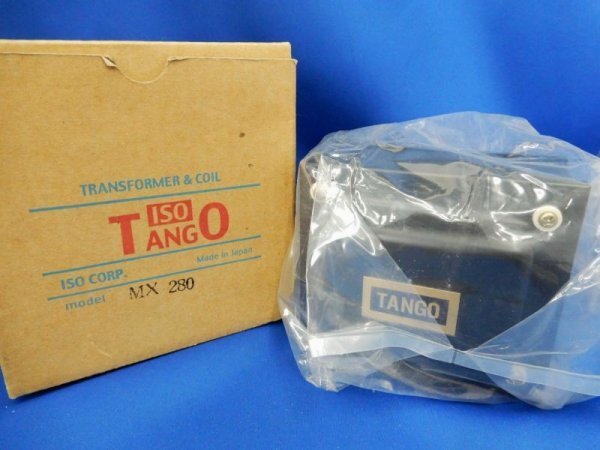 TRANSFORMER & COIL
ISO
TANGO
Made in Japan
ISO CORP.
model MX 280
TANGO